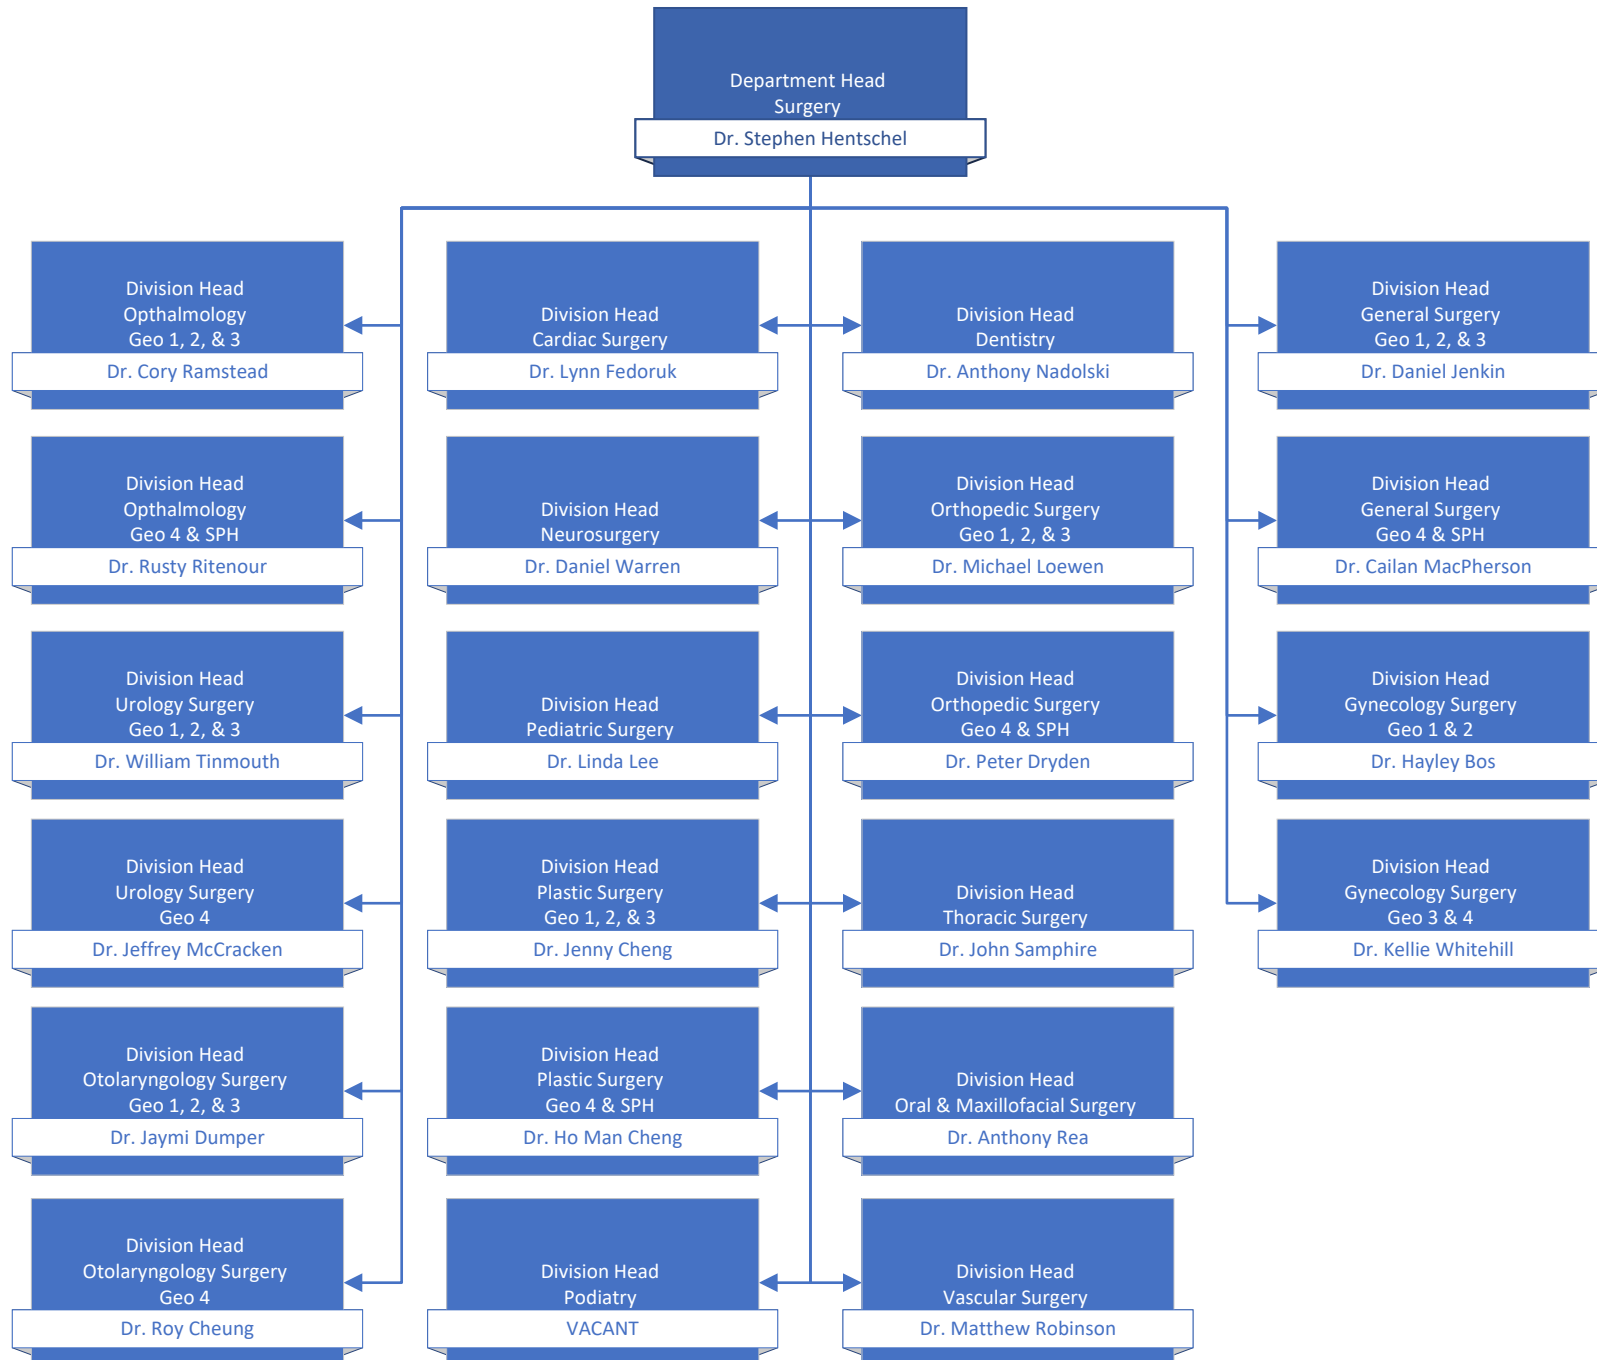 Department Head
Surgery
Dr. Stephen Hentschel
Division Head
Opthalmology
Geo 1, 2, & 3
Dr. Cory Ramstead
Division Head
Cardiac Surgery
Dr. Lynn Fedoruk
Division Head
Dentistry
Dr. Anthony Nadolski
Division Head
General Surgery
Geo 1, 2, & 3
Dr. Daniel Jenkin
Division Head
Opthalmology
Geo 4 & SPH
Dr. Rusty Ritenour
Division Head
Neurosurgery
Dr. Daniel Warren
Division Head
Orthopedic Surgery
Geo 1, 2, & 3
Dr. Michael Loewen
Division Head
General Surgery
Geo 4 & SPH
Dr. Cailan MacPherson
Division Head
Urology Surgery
Geo 1, 2, & 3
Dr. William Tinmouth
Division Head
Pediatric Surgery
Dr. Linda Lee
Division Head
Orthopedic Surgery
Geo 4 & SPH
Dr. Peter Dryden
Division Head
Gynecology Surgery
Geo 1 & 2
Dr. Hayley Bos
Division Head
Urology Surgery
Geo 4
Dr. Jeffrey McCracken
Division Head
Plastic Surgery
Geo 1, 2, & 3
Dr. Jenny Cheng
Division Head
Thoracic Surgery
Dr. John Samphire
Division Head
Gynecology Surgery
Geo 3 & 4
Dr. Kellie Whitehill
Division Head
Otolaryngology Surgery
Geo 1, 2, & 3
Dr. Jaymi Dumper
Division Head
Plastic Surgery
Geo 4 & SPH
Dr. Ho Man Cheng
Division Head
Oral & Maxillofacial Surgery
Dr. Anthony Rea
Division Head
Otolaryngology Surgery
Geo 4
Dr. Roy Cheung
Division Head
Podiatry
VACANT
Division Head
Vascular Surgery
Dr. Matthew Robinson